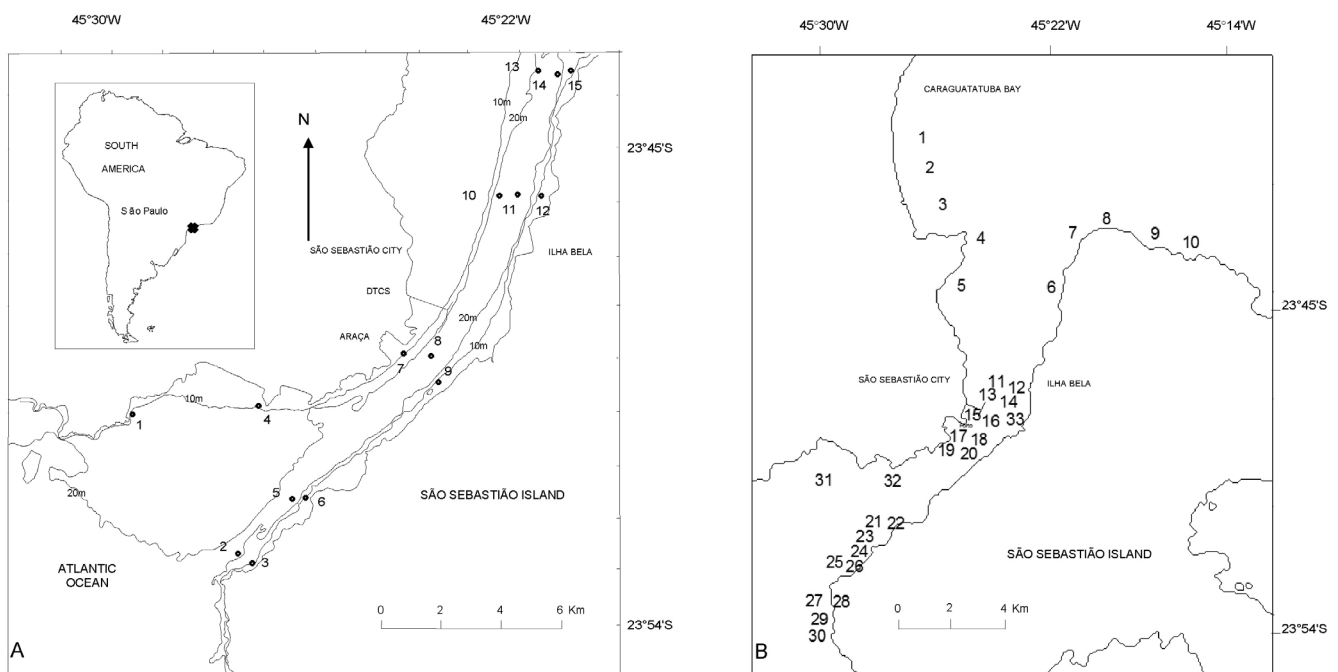 45°30'W
45°22'W
SOUTH
AMERICA
São Paulo
N
13
14
15
10m
20m
23°45'S
10
11
12
SÃO SEBASTIÃO CITY
ILHA BELA
DTCS
20m
ARAÇA
8
10m
7
9
10m
1
4
20m
5
6
SÃO SEBASTIÃO ISLAND
2
3
ATLANTIC
OCEAN
0 2 4 6 Km
23°54'S
A
45°30'W
45°22'W
45°14'W
CARAGUATATUBA BAY
1
2
3
4
5
6
7
8
9
10
23°45'S
SÃO SEBASTIÃO CITY
ILHA BELA
11
12
13
14
15
16
33
17
18
19
20
31
32
21
22
23
24
25
26
SÃO SEBASTIÃO ISLAND
27
28
29
30
0 2 4 Km
23°54'S
B